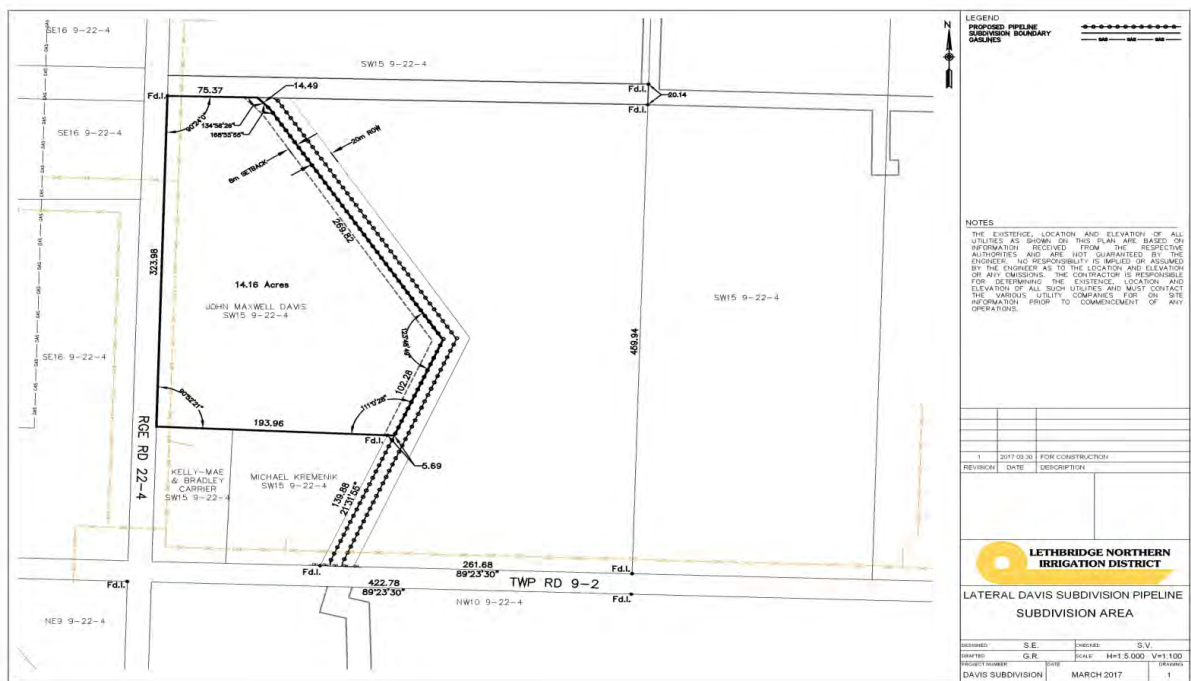 SE16 9-22-4
SW15 9-22-4
N
75.37
14.49
Fd.I.
Fd.I.
20.14
Fd.I.
90°24'0"
134°58'26"
168°53'55"
SE16 9-22-4
20m ROW
6m SETBACK
269.82
323.98
14.16 Acres
JOHN MAXWELL DAVIS
SW15 9-22-4
SW15 9-22-4
459.94
SE16 9-22-4
102.28
193.96
Fd.I.
5.69
RGE RD 22-4
KELLY-MAE
& BRADLEY
CARRIER
SW15 9-22-4
MICHAEL KREMENIK
SW15 9-22-4
139.88
21°31'55"
Fd.I.
261.68
89°23'30"
TWP RD 9-2
Fd.I.
422.78
89°23'30"
Fd.I.
NW10 9-22-4
NE9 9-22-4
LEGEND
PROPOSED PIPELINE
SUBDIVISION BOUNDARY
GASLINES
GAS GAS GAS
NOTES
THE EXISTENCE, LOCATION AND ELEVATION OF ALL
UTILITIES AS SHOWN ON THIS PLAN ARE BASED ON
INFORMATION RECEIVED FROM THE RESPECTIVE
AUTHORITIES AND ARE NOT GUARANTEED BY THE
ENGINEER. NO RESPONSIBILITY IS IMPLIED OR ASSUMED
BY THE ENGINEER AS TO THE LOCATION AND ELEVATION
OR ANY OMISSIONS. THE CONTRACTOR IS RESPONSIBLE
FOR DETERMINING THE EXISTENCE, LOCATION AND
ELEVATION OF ALL SUCH UTILITIES AND MUST CONTACT
THE VARIOUS UTILITY COMPANIES FOR ON SITE
INFORMATION PRIOR TO COMMENCEMENT OF ANY
OPERATIONS.
1 2017 03 30 FOR CONSTRUCTION
REVISION DATE DESCRIPTION
LETHBRIDGE NORTHERN
IRRIGATION DISTRICT
LATERAL DAVIS SUBDIVISION PIPELINE
SUBDIVISION AREA
DESIGNED: S.E. CHECKED: S.V.
DRAFTED: G.R. SCALE: H=1:5.000 V=1:100
PROJECT NUMBER DATE DRAWING
DAVIS SUBDIVISION MARCH 2017 1